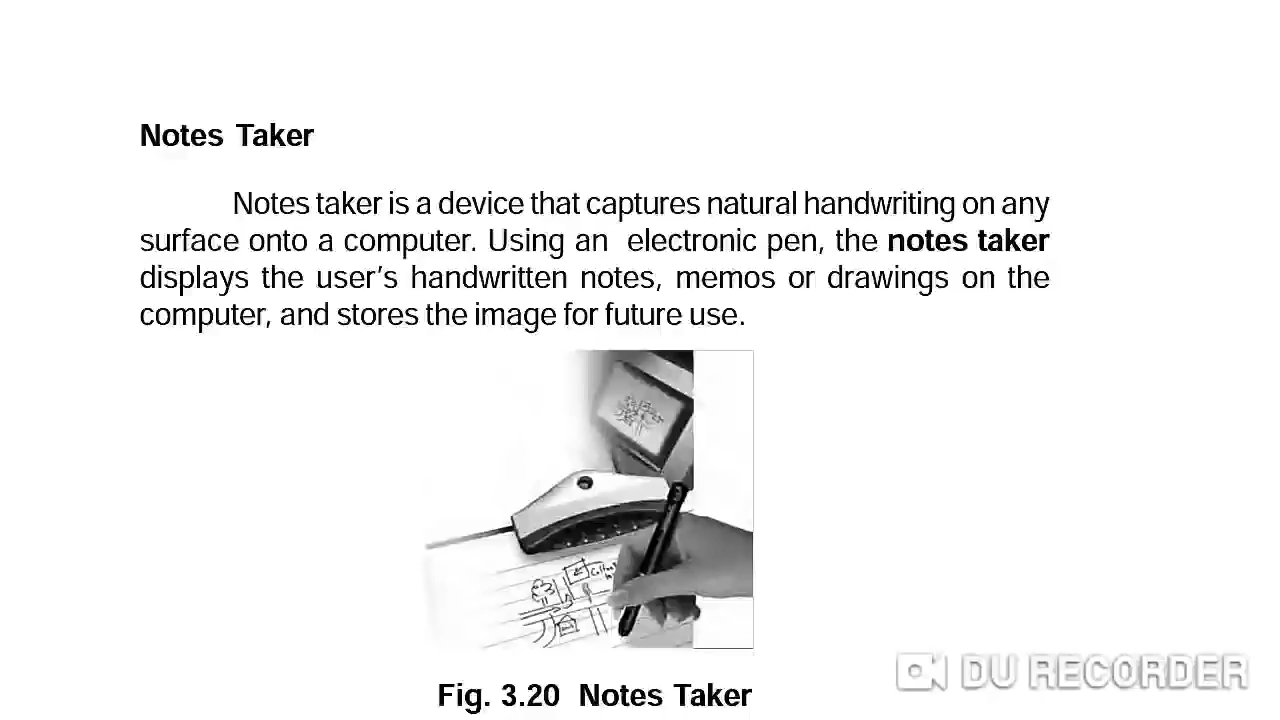 Notes Taker
Notes taker is a device that captures natural handwriting on any
surface onto a computer. Using an electronic pen, the notes taker
displays the user's handwritten notes, memos or drawings on the
computer, and stores the image for future use.
Fig. 3.20 Notes Taker
DU RECORDER